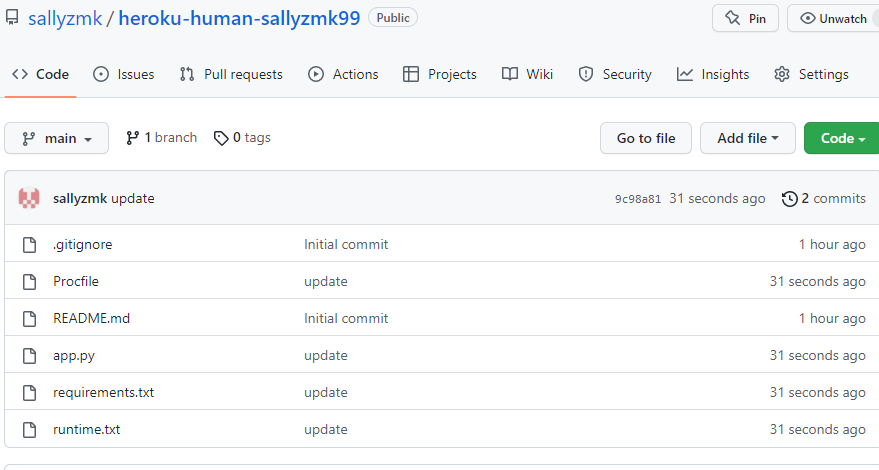 sallyzmk / heroku-human-sallyzmk99 Public Pin Unwatch
Code Issues Pull requests Actions Projects Wiki Security Insights Settings
main 1 branch 0 tags Go to file Add file Code
sallyzmk update 9c98a81 31 seconds ago 2 commits
.gitignore Initial commit 1 hour ago
Procfile update 31 seconds ago
README.md Initial commit 1 hour ago
app.py update 31 seconds ago
requirements.txt update 31 seconds ago
runtime.txt update 31 seconds ago